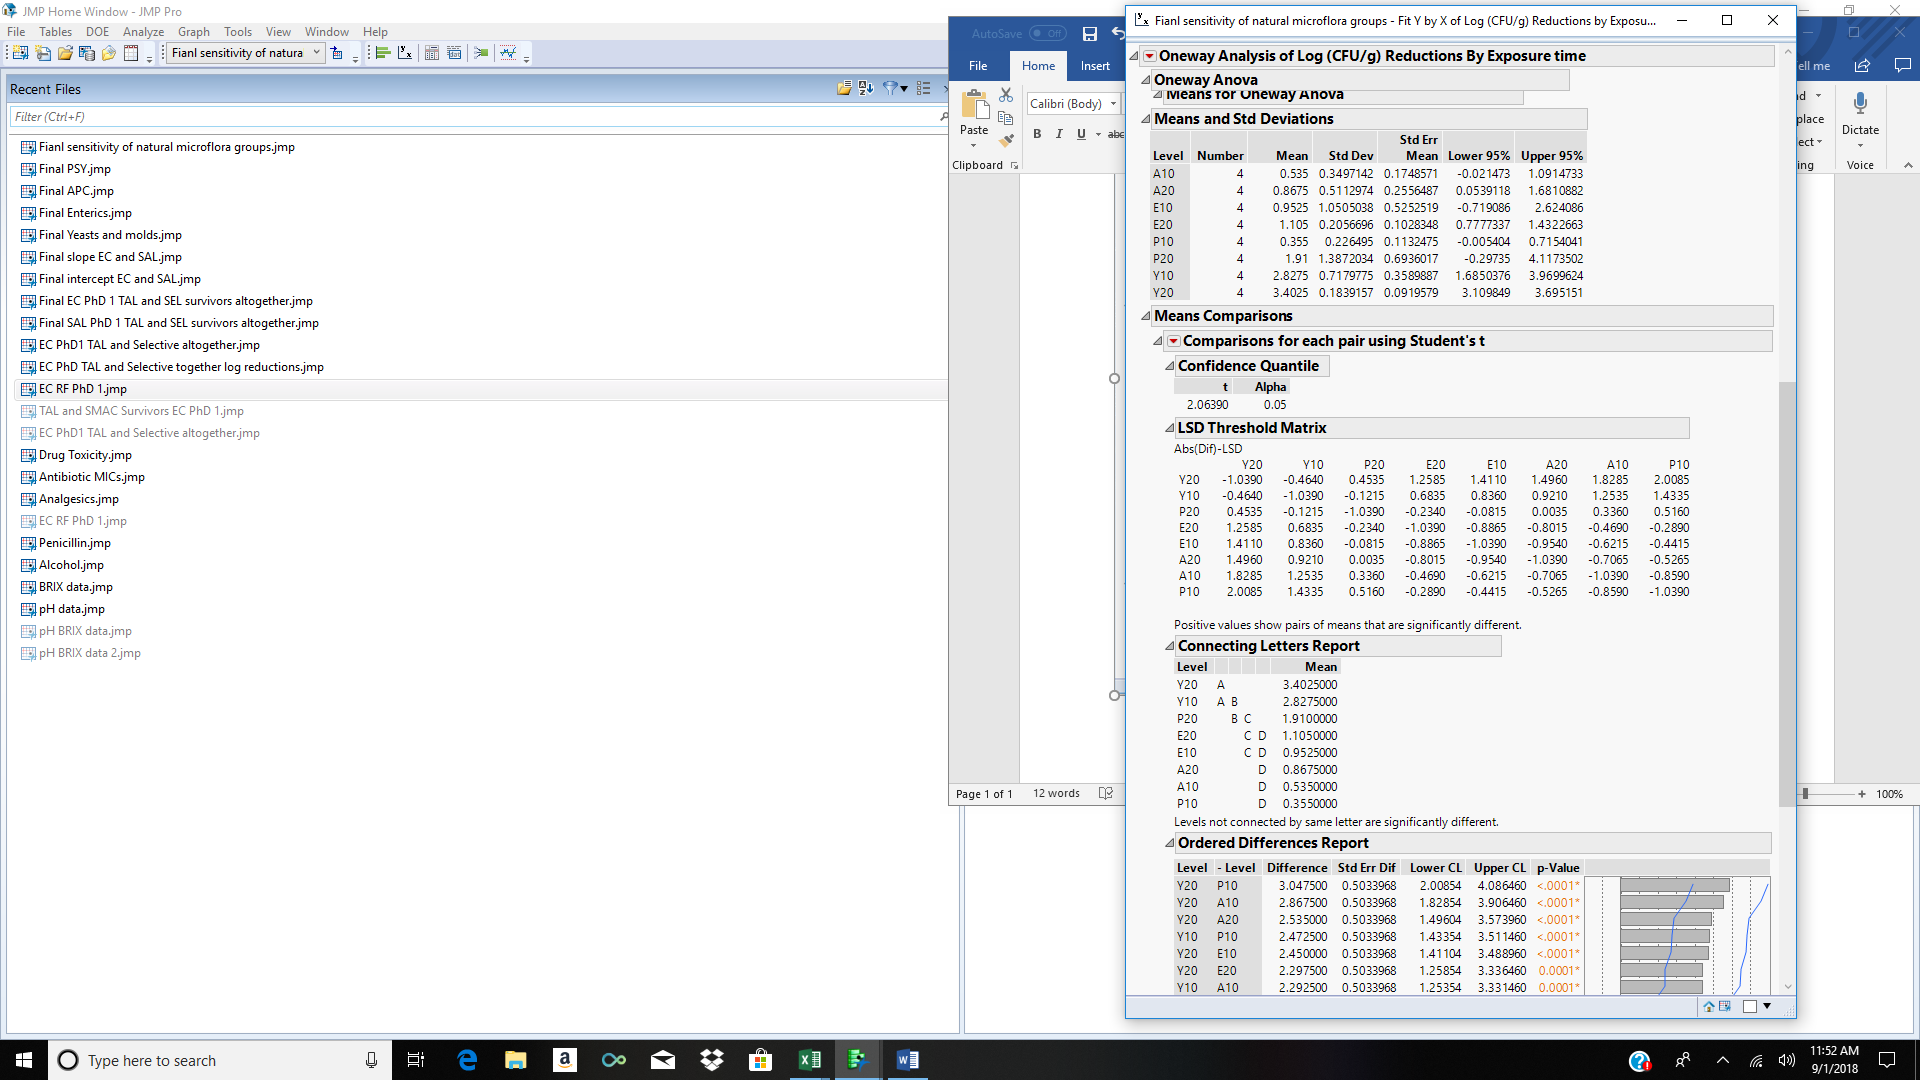 JMP Home Window - JMP Pro
File Tables DOE Analyze Graph Tools View Window Help
Fianl sensitivity of natura
Recent Files
Filter (Ctrl+F)
Fianl sensitivity of natural microflora groups.jmp
Final PSY.jmp
Final APC.jmp
Final Enterics.jmp
Final Yeasts and molds.jmp
Final slope EC and SAL.jmp
Final intercept EC and SAL.jmp
Final EC PhD 1 TAL and SEL survivors altogether.jmp
Final SAL PhD 1 TAL and SEL survivors altogether.jmp
EC PhD1 TAL and Selective altogether.jmp
EC PhD TAL and Selective together log reductions.jmp
EC RF PhD 1.jmp
TAL and SMAC Survivors EC PhD 1.jmp
EC PhD1 TAL and Selective altogether.jmp
Drug Toxicity.jmp
Antibiotic MICs.jmp
Analgesics.jmp
EC RF PhD 1.jmp
Penicillin.jmp
Alcohol.jmp
BRIX data.jmp
pH data.jmp
pH BRIX data.jmp
pH BRIX data 2.jmp
AutoSave Off
File Home Insert
ell me
Paste
Calibri (Body)
B I U abc
Clipboard
nd
place
ect
ing
Dictate
Voice
Page 1 of 1 12 words
100%
Fianl sensitivity of natural microflora groups - Fit Y by X of Log (CFU/g) Reductions by Exposu...
Oneway Analysis of Log (CFU/g) Reductions By Exposure time
Oneway Anova
Means for Oneway Anova
Means and Std Deviations
Level Number Mean Std Dev Std Err Mean Lower 95% Upper 95%
A10 4 0.535 0.3497142 0.1748571 -0.021473 1.0914733
A20 4 0.8675 0.5112974 0.2556487 0.0539118 1.6810882
E10 4 0.9525 1.0505038 0.5252519 -0.719086 2.624086
E20 4 1.105 0.2056696 0.1028348 0.7777337 1.4322663
P10 4 0.355 0.226495 0.1132475 -0.005404 0.7154041
P20 4 1.91 1.3872034 0.6936017 -0.29735 4.1173502
Y10 4 2.8275 0.7179775 0.3589887 1.6850376 3.9699624
Y20 4 3.4025 0.1839157 0.0919579 3.109849 3.695151
Means Comparisons
Comparisons for each pair using Student's t
Confidence Quantile
t Alpha
2.06390 0.05
LSD Threshold Matrix
Abs(Dif)-LSD
Y20 Y10 P20 E20 E10 A20 A10 P10
Y20 -1.0390 -0.4640 0.4535 1.2585 1.4110 1.4960 1.8285 2.0085
Y10 -0.4640 -1.0390 -0.1215 0.6835 0.8360 0.9210 1.2535 1.4335
P20 0.4535 -0.1215 -1.0390 -0.2340 -0.0815 0.0035 0.3360 0.5160
E20 1.2585 0.6835 -0.2340 -1.0390 -0.8865 -0.8015 -0.4690 -0.2890
E10 1.4110 0.8360 -0.0815 -0.8865 -1.0390 -0.9540 -0.6215 -0.4415
A20 1.4960 0.9210 0.0035 -0.8015 -0.9540 -1.0390 -0.7065 -0.5265
A10 1.8285 1.2535 0.3360 -0.4690 -0.6215 -0.7065 -1.0390 -0.8590
P10 2.0085 1.4335 0.5160 -0.2890 -0.4415 -0.5265 -0.8590 -1.0390
Positive values show pairs of means that are significantly different.
Connecting Letters Report
Level Mean
Y20 A 3.4025000
Y10 A B 2.8275000
P20 B C 1.9100000
E20 C D 1.1050000
E10 C D 0.9525000
A20 D 0.8675000
A10 D 0.5350000
P10 D 0.3550000
Levels not connected by same letter are significantly different.
Ordered Differences Report
Level - Level Difference Std Err Dif Lower CL Upper CL p-Value
Y20 P10 3.047500 0.5033968 2.00854 4.086460 <.0001*
Y20 A10 2.867500 0.5033968 1.82854 3.906460 <.0001*
Y20 A20 2.535000 0.5033968 1.49604 3.573960 <.0001*
Y10 P10 2.472500 0.5033968 1.43354 3.511460 <.0001*
Y20 E10 2.450000 0.5033968 1.41104 3.488960 <.0001*
Y20 E20 2.297500 0.5033968 1.25854 3.336460 0.0001*
Y10 A10 2.292500 0.5033968 1.25354 3.331460 0.0001*
Type here to search
11:52 AM
9/1/2018